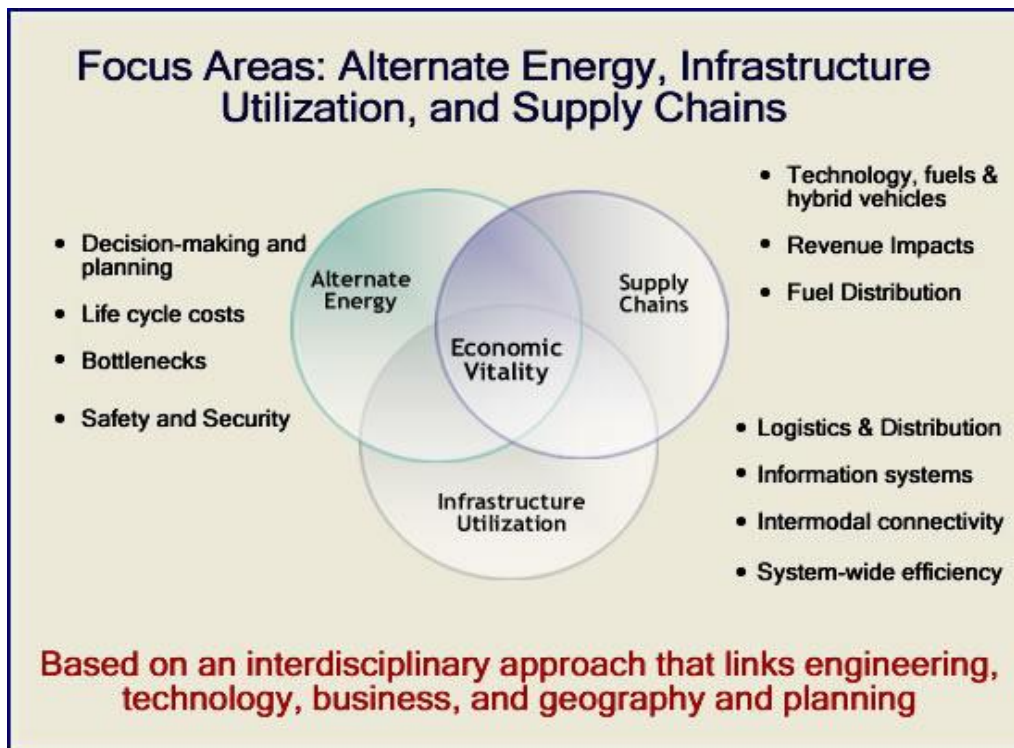 Focus Areas: Alternate Energy, Infrastructure
Utilization, and Supply Chains
• Decision-making and
planning
• Life cycle costs
• Bottlenecks
• Safety and Security
Alternate
Energy
Supply
Chains
Economic
Vitality
Infrastructure
Utilization
• Technology, fuels &
hybrid vehicles
• Revenue Impacts
• Fuel Distribution
• Logistics & Distribution
• Information systems
• Intermodal connectivity
• System-wide efficiency
Based on an interdisciplinary approach that links engineering,
technology, business, and geography and planning